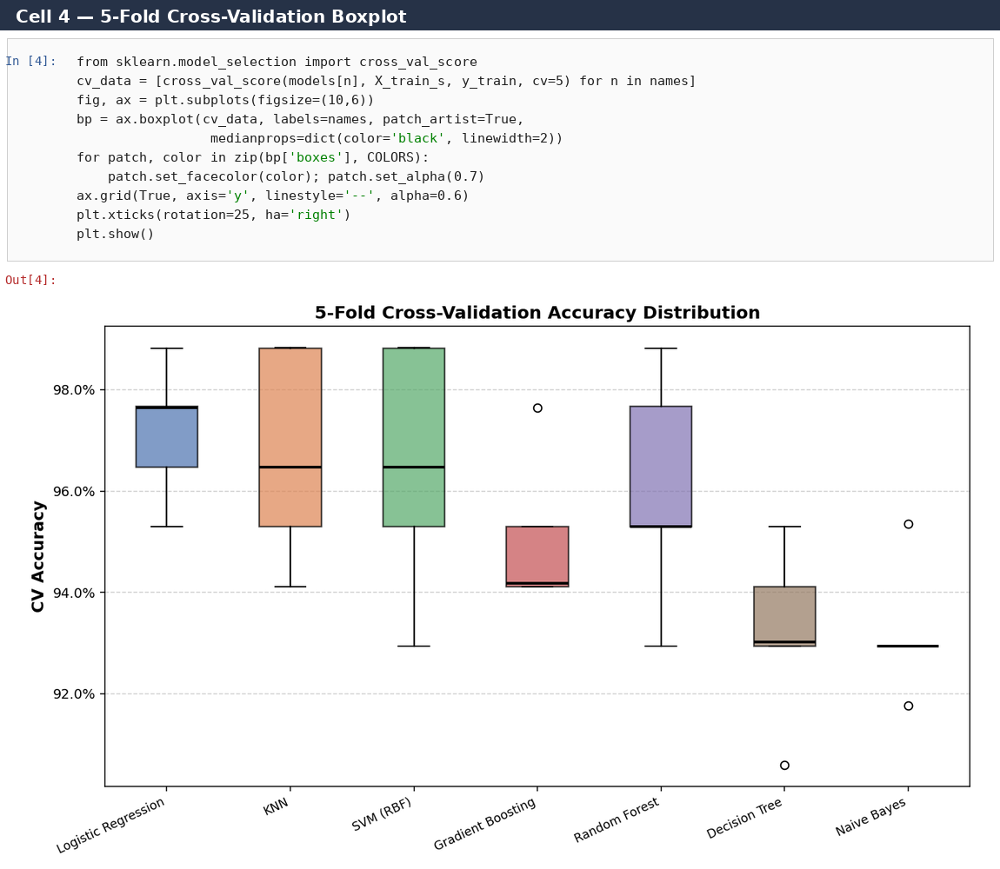 Cell 4 — 5-Fold Cross-Validation Boxplot
In [4]:
from sklearn.model_selection import cross_val_score
cv_data = [cross_val_score(models[n], X_train_s, y_train, cv=5) for n in names]
fig, ax = plt.subplots(figsize=(10,6))
bp = ax.boxplot(cv_data, labels=names, patch_artist=True,
                 medianprops=dict(color='black', linewidth=2))
for patch, color in zip(bp['boxes'], COLORS):
    patch.set_facecolor(color); patch.set_alpha(0.7)
ax.grid(True, axis='y', linestyle='--', alpha=0.6)
plt.xticks(rotation=25, ha='right')
plt.show()
Out[4]:
5-Fold Cross-Validation Accuracy Distribution
CV Accuracy
98.0%
96.0%
94.0%
92.0%
Logistic Regression
KNN
SVM (RBF)
Gradient Boosting
Random Forest
Decision Tree
Naive Bayes